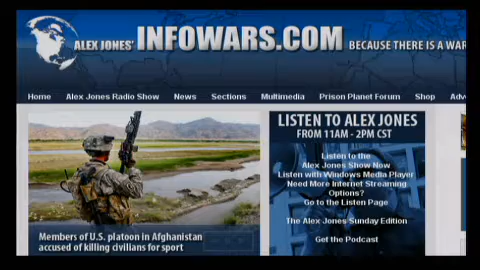 ALEX JONES' INFOWARS.COM BECAUSE THERE IS A WAR
Home Alex Jones Radio Show News Sections Multimedia Prison Planet Forum Shop Adv
LISTEN TO ALEX JONES
FROM 11AM - 2PM CST
Listen to the
Alex Jones Show Now
Listen with Windows Media Player
Need More Internet Streaming
Options?
Go to the Listen Page
The Alex Jones Sunday Edition
Get the Podcast
Members of U.S. platoon in Afghanistan
accused of killing civilians for sport